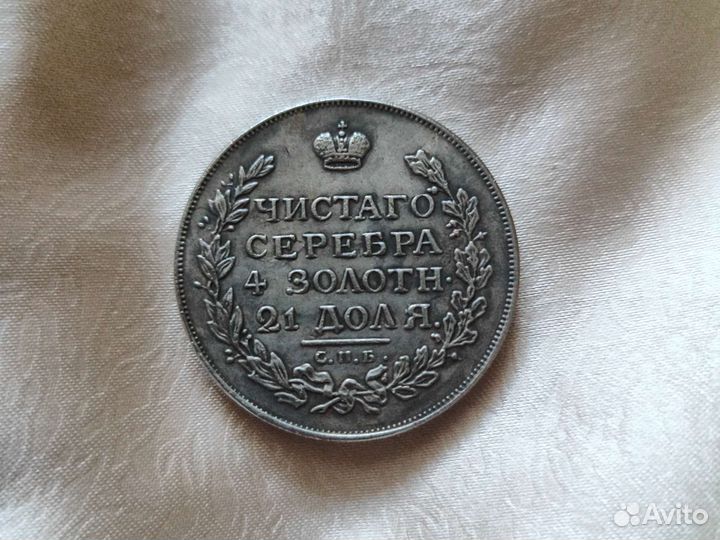 ЧИСТАГО
СЕРЕБРА
4 ЗОЛОТН.
21 ДОЛЯ.
С.П.Б.
Avito